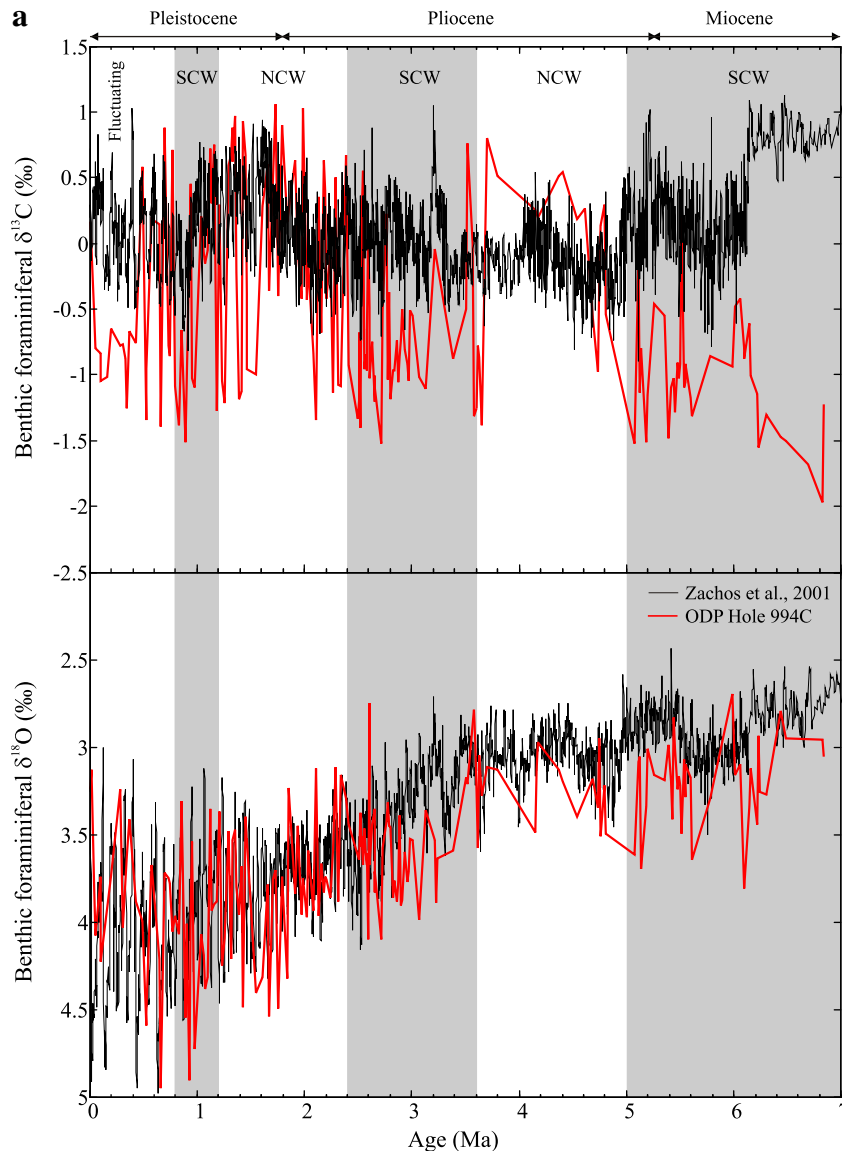 a
Pleistocene Pliocene Miocene
SCW NCW SCW NCW SCW
Fluctuating
1.5
1
0.5
0
-0.5
-1
-1.5
-2
-2.5
Benthic foraminiferal δ13C (‰)
Zachos et al., 2001
ODP Hole 994C
2.5
3
3.5
4
4.5
5
Benthic foraminiferal δ18O (‰)
0 1 2 3 4 5 6 7
Age (Ma)